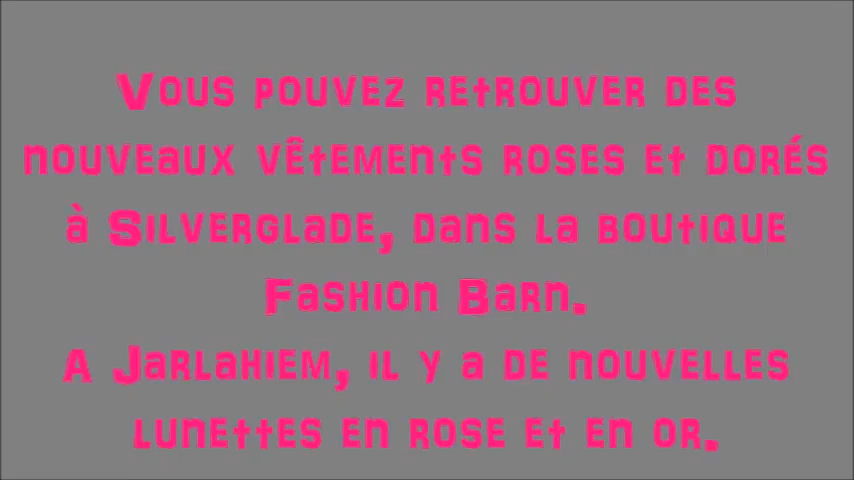 Vous pouvez retrouver des
nouveaux vêtements roses et dorés
à Silverglade, dans la boutique
Fashion Barn.
A Jarlahiem, il y a de nouvelles
lunettes en rose et en or.